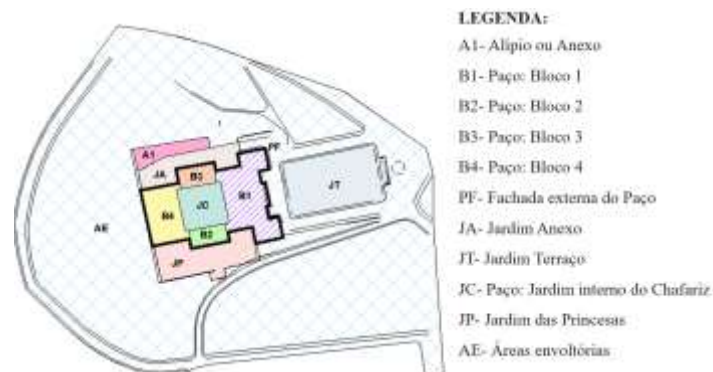 LEGENDA:
A1- Alípio ou Anexo
B1- Paço: Bloco 1
B2- Paço: Bloco 2
B3- Paço: Bloco 3
B4- Paço: Bloco 4
PF- Fachada externa do Paço
JA- Jardim Anexo
JT- Jardim Terraço
JC- Paço: Jardim interno do Chafariz
JP- Jardim das Princesas
AE- Áreas envoltórias
A1
PF
JA
B3
JT
B4
JC
B1
AE
B2
JP